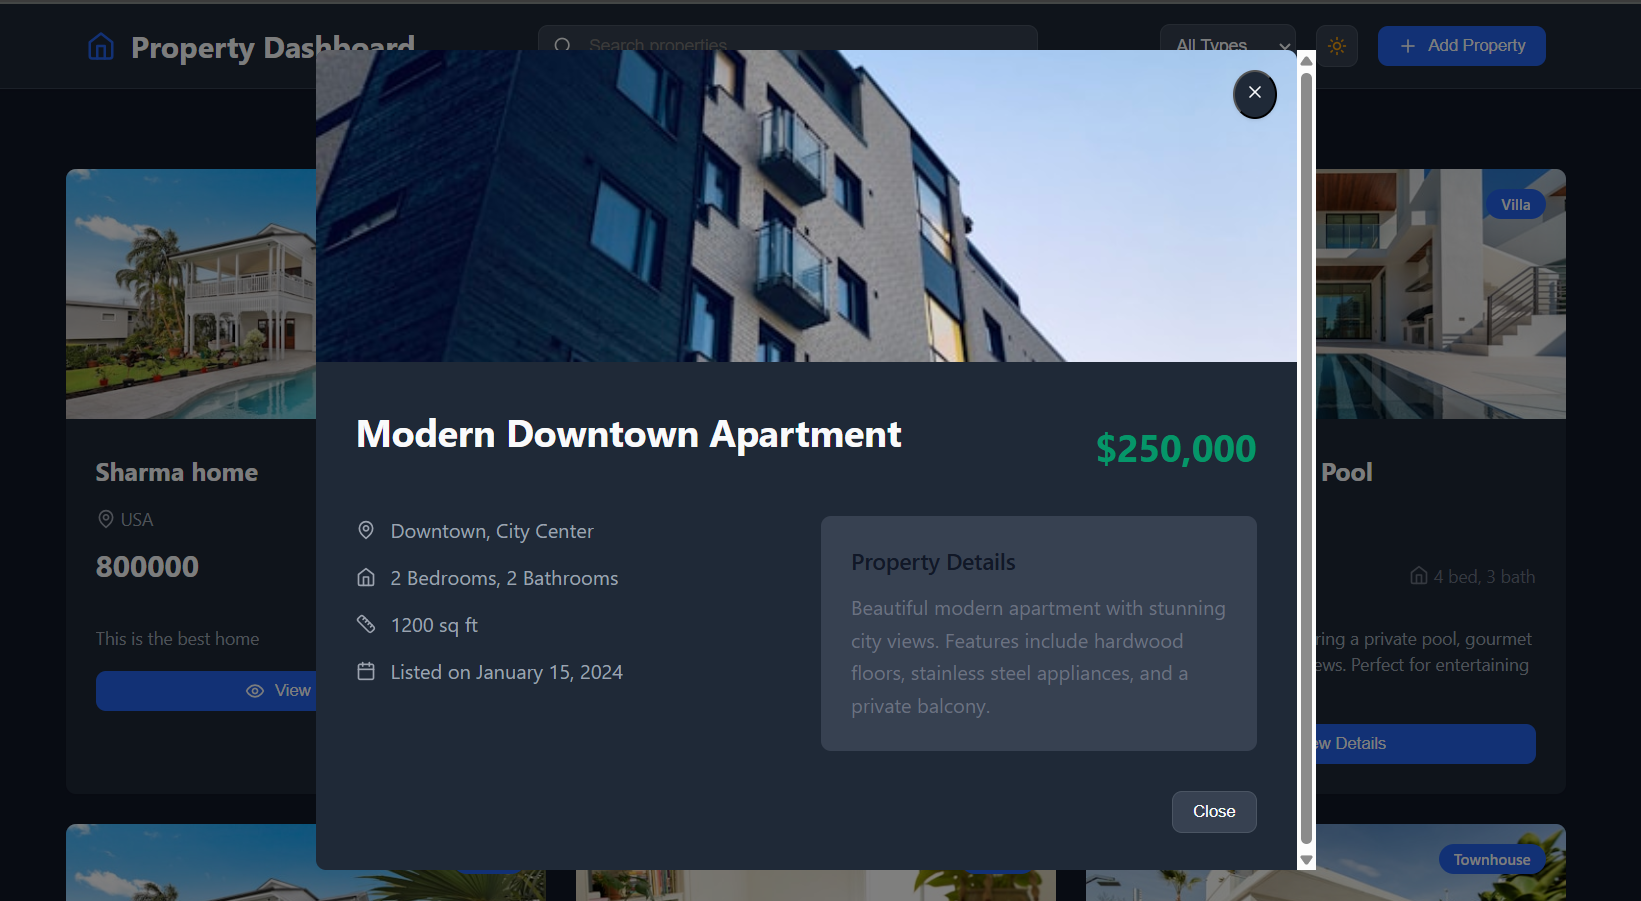 Property Dashboard
Search properties...
All Types
Add Property
Villa
Modern Downtown Apartment
$250,000
Downtown, City Center
2 Bedrooms, 2 Bathrooms
1200 sq ft
Listed on January 15, 2024
Property Details
Beautiful modern apartment with stunning
city views. Features include hardwood
floors, stainless steel appliances, and a
private balcony.
Close
Sharma home
USA
800000
This is the best home
View
Pool
4 bed, 3 bath
a private pool, gourmet
Perfect for entertaining
Details
Townhouse